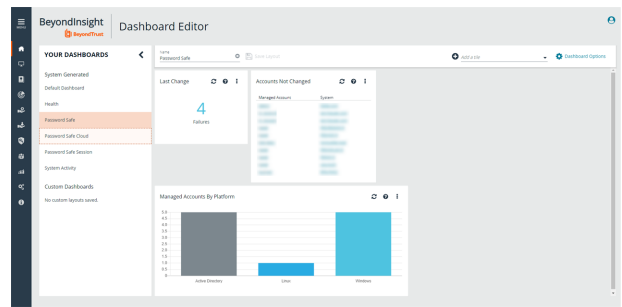 BeyondInsight
BeyondTrust
Dashboard Editor
MENU
YOUR DASHBOARDS
System Generated
Default Dashboard
Health
Password Safe
Password Safe Cloud
Password Safe Session
System Activity
Custom Dashboards
No custom layouts saved.
Name
Password Safe
Save Layout
Add a tile
Dashboard Options
Last Change
4
Failures
Accounts Not Changed
Managed Account System
Managed Accounts By Platform
5.0
4.5
4.0
3.5
3.0
2.5
2.0
1.5
1.0
0.5
0
Active Directory
Linux
Windows